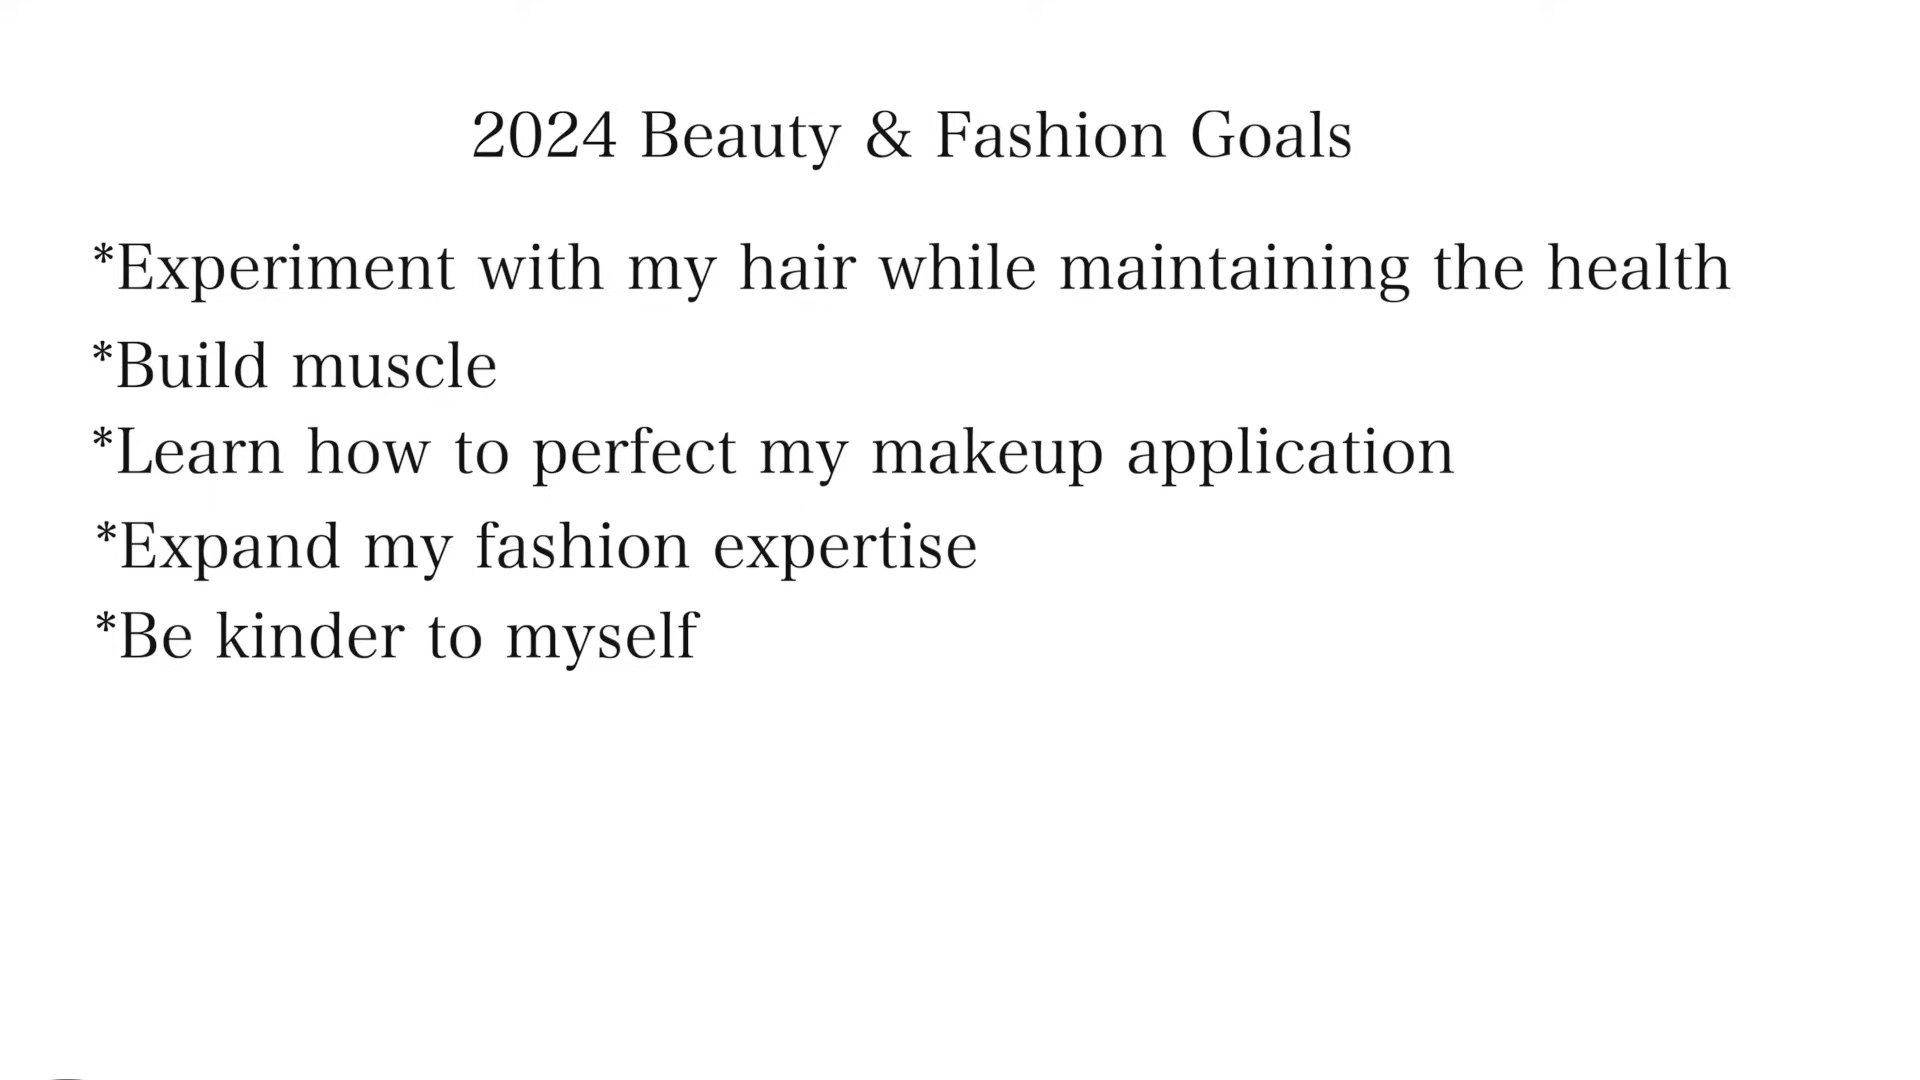 2024 Beauty & Fashion Goals
*Experiment with my hair while maintaining the health
*Build muscle
*Learn how to perfect my makeup application
*Expand my fashion expertise
*Be kinder to myself